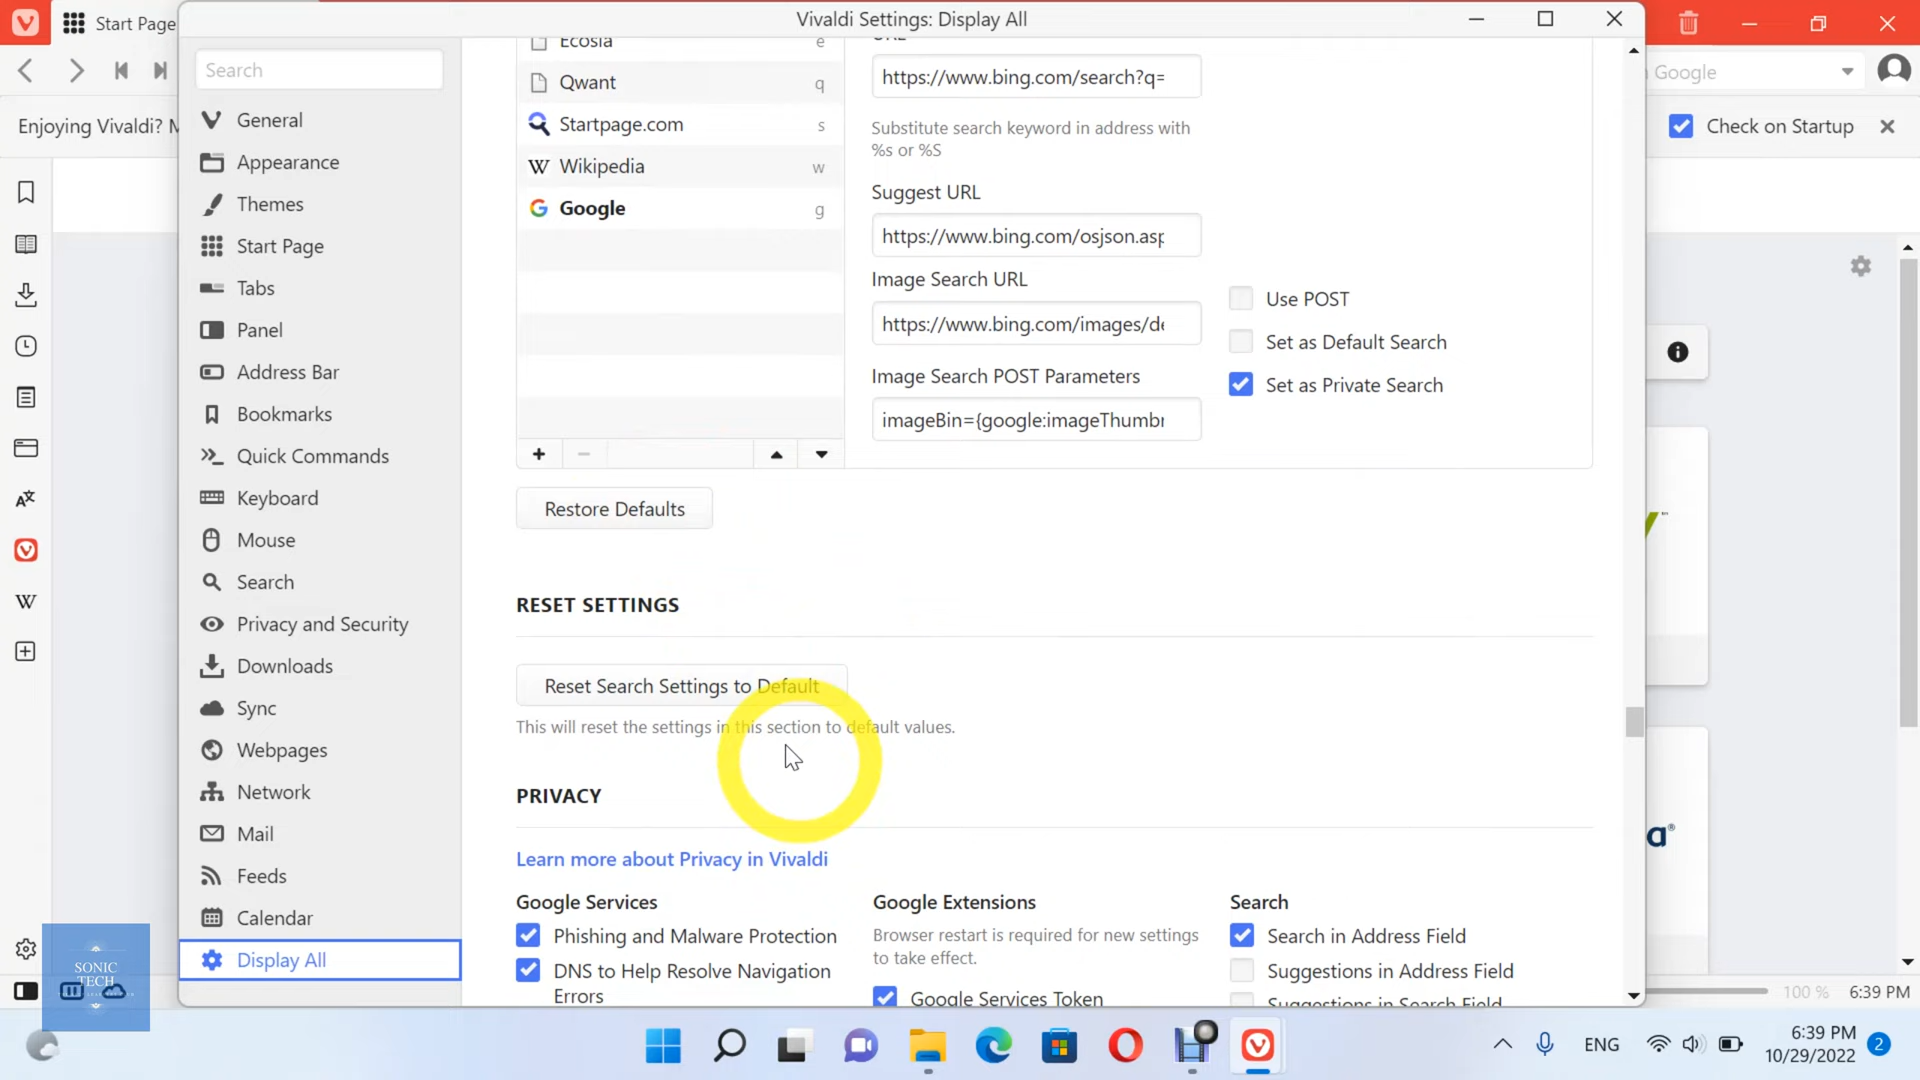 Start Page
Vivaldi Settings: Display All
Google
Enjoying Vivaldi?
Check on Startup
Search
General
Appearance
Themes
Start Page
Tabs
Panel
Address Bar
Bookmarks
Quick Commands
Keyboard
Mouse
Search
Privacy and Security
Downloads
Sync
Webpages
Network
Mail
Feeds
Calendar
Display All
Ecosia e
Qwant q
Startpage.com s
Wikipedia w
Google g
Restore Defaults
URL
https://www.bing.com/search?q=
Substitute search keyword in address with
%s or %S
Suggest URL
https://www.bing.com/osjson.asp
Image Search URL
https://www.bing.com/images/de
Image Search POST Parameters
imageBin={google:imageThumbr
Use POST
Set as Default Search
Set as Private Search
RESET SETTINGS
Reset Search Settings to Default
This will reset the settings in this section to default values.
PRIVACY
Learn more about Privacy in Vivaldi
Google Services
Phishing and Malware Protection
DNS to Help Resolve Navigation
Errors
Google Extensions
Browser restart is required for new settings
to take effect.
Google Services Token
Search
Search in Address Field
Suggestions in Address Field
Suggestions in Search Field
SONIC
TECH
100 % 6:39 PM
ENG
6:39 PM
10/29/2022
2